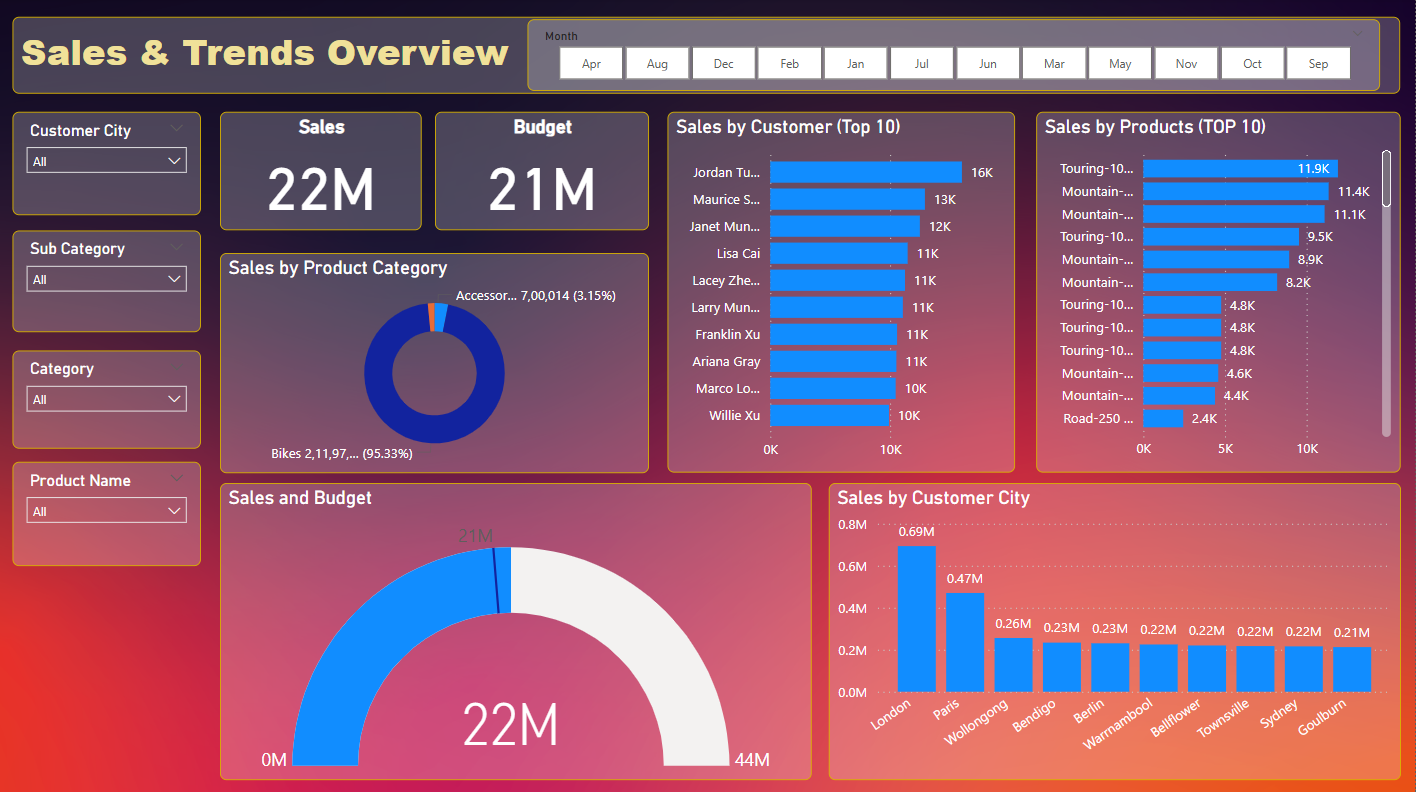 Sales & Trends Overview
Month
Apr Aug Dec Feb Jan Jul Jun Mar May Nov Oct Sep
Customer City
All
Sub Category
All
Category
All
Product Name
All
Sales
22M
Budget
21M
Sales by Product Category
Accessor... 7,00,014 (3.15%)
Bikes 2,11,97,... (95.33%)
Sales by Customer (Top 10)
Jordan Tu... 16K
Maurice S... 13K
Janet Mun... 12K
Lisa Cai 11K
Lacey Zhe... 11K
Larry Mun... 11K
Franklin Xu 11K
Ariana Gray 11K
Marco Lo... 10K
Willie Xu 10K
0K 10K
Sales by Products (TOP 10)
Touring-10... 11.9K
Mountain-... 11.4K
Mountain-... 11.1K
Touring-10... 9.5K
Mountain-... 8.9K
Mountain-... 8.2K
Touring-10... 4.8K
Touring-10... 4.8K
Touring-10... 4.8K
Mountain-... 4.6K
Mountain-... 4.4K
Road-250 ... 2.4K
0K 5K 10K
Sales and Budget
21M
22M
0M 44M
Sales by Customer City
0.8M
0.6M
0.4M
0.2M
0.0M
0.69M 0.47M 0.26M 0.23M 0.23M 0.22M 0.22M 0.22M 0.22M 0.21M
London Paris Wollongong Bendigo Berlin Warrnambool Bellflower Townsville Sydney Goulburn